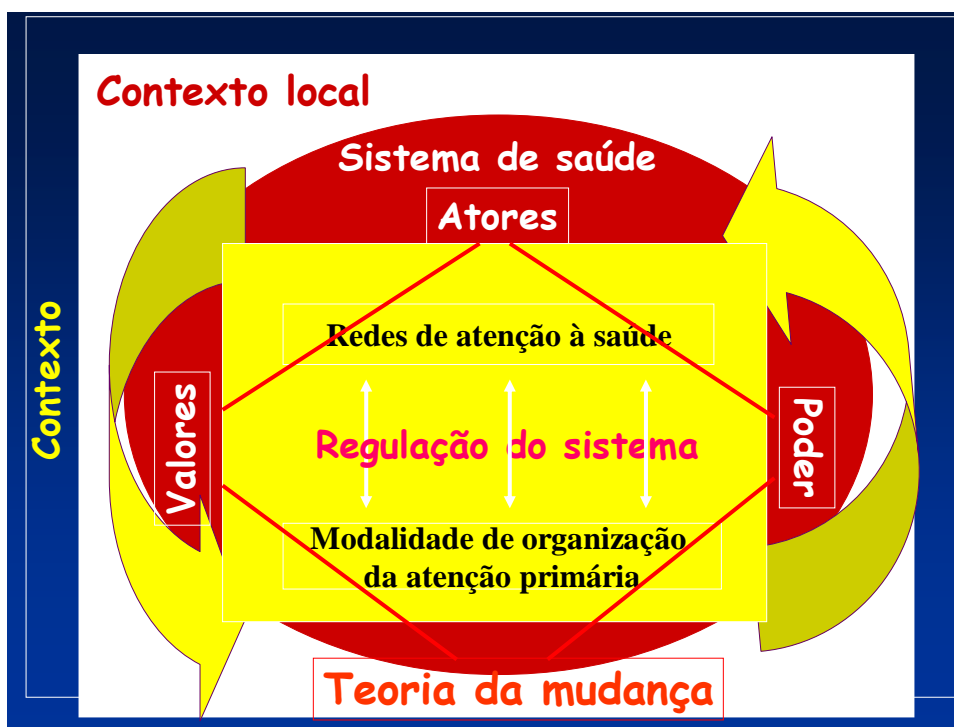 Contexto local
Sistema de saúde
Atores
Redes de atenção à saúde
Contexto
Valores
Regulação do sistema
Poder
Modalidade de organização
da atenção primária
Teoria da mudança